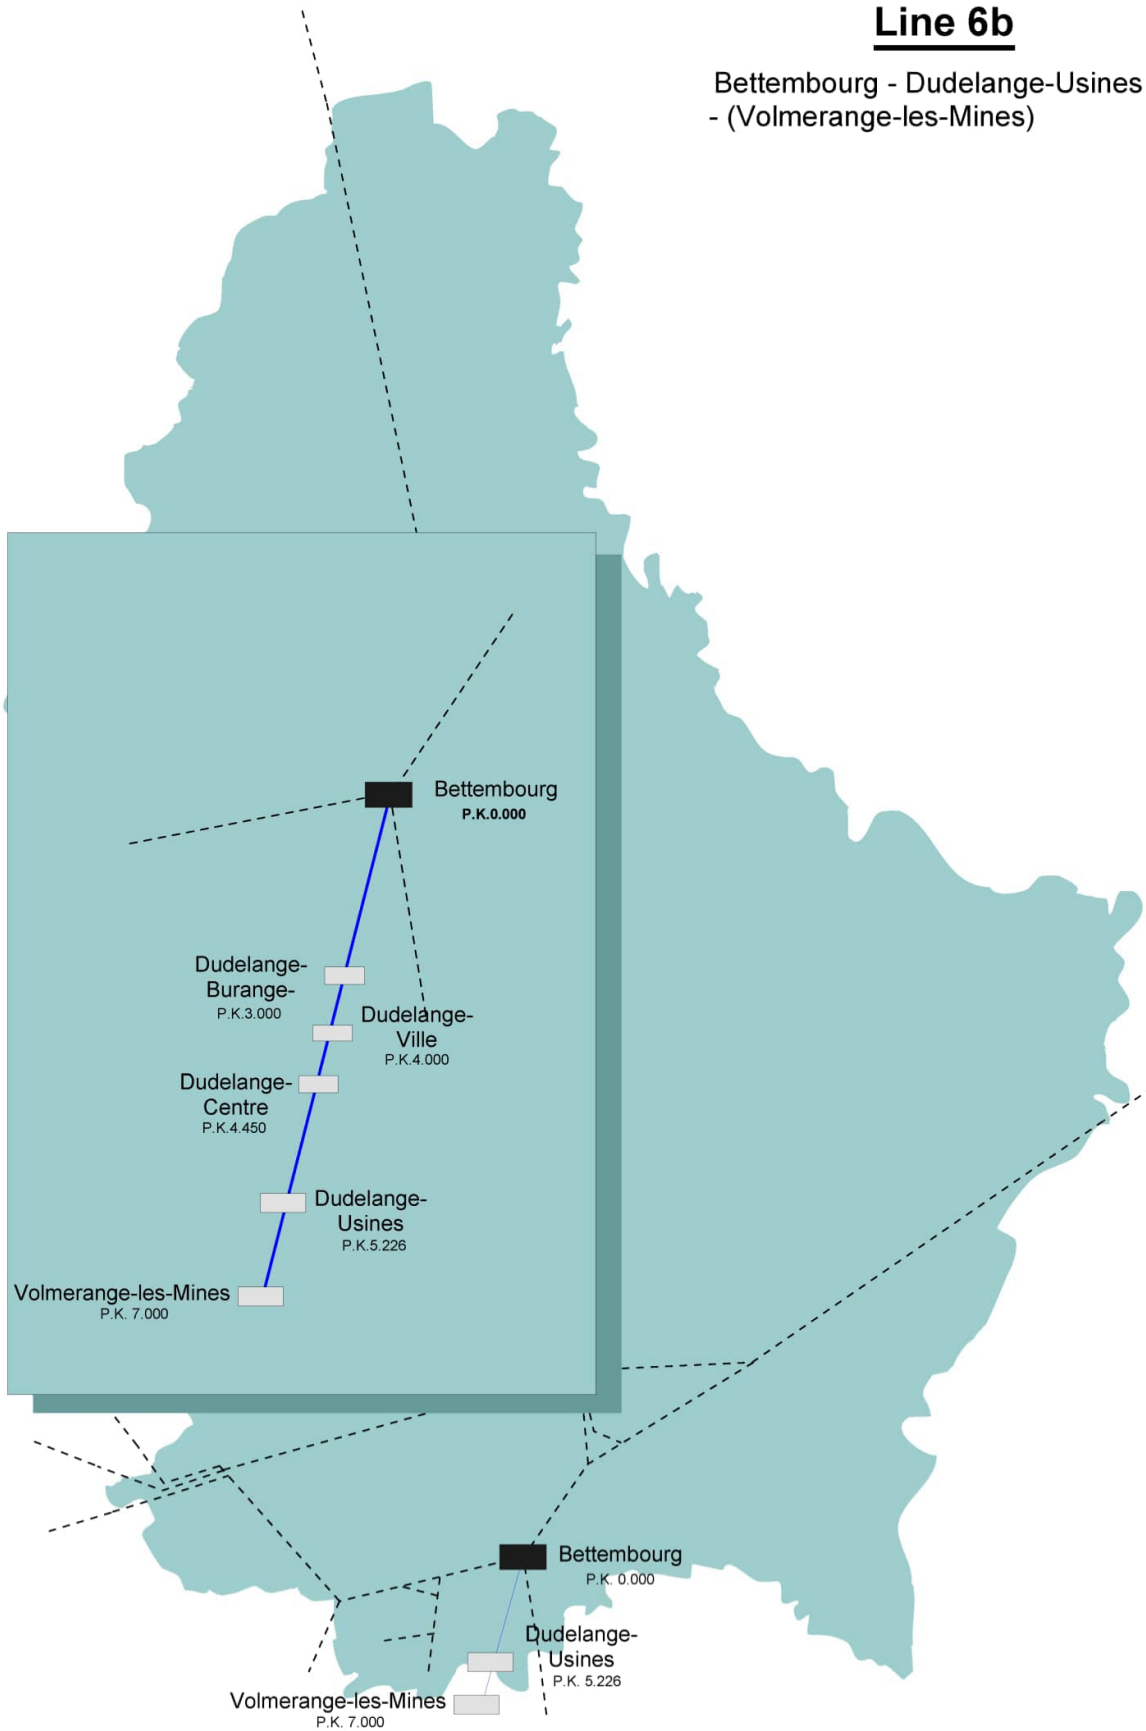 Line 6b
Bettembourg - Dudelange-Usines
- (Volmerange-les-Mines)
Bettembourg
P.K.0.000
Dudelange-
Burange-
P.K.3.000
Dudelange-
Ville
P.K.4.000
Dudelange-
Centre
P.K.4.450
Dudelange-
Usines
P.K.5.226
Volmerange-les-Mines
P.K. 7.000
Bettembourg
P.K. 0.000
Dudelange-
Usines
P.K. 5.226
Volmerange-les-Mines
P.K. 7.000